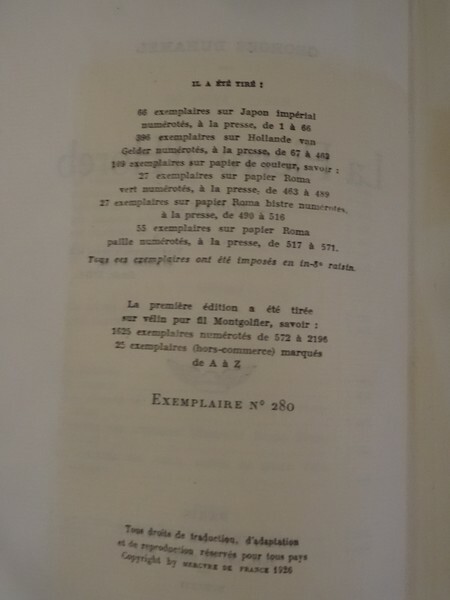 IL A ÉTÉ TIRÉ :
66 exemplaires sur Japon impérial
numérotés, à la presse, de 1 à 66
396 exemplaires sur Hollande van
Gelder numérotés, à la presse, de 67 à 462
109 exemplaires sur papier de couleur, savoir :
27 exemplaires sur papier Roma
vert numérotés, à la presse, de 463 à 489
27 exemplaires sur papier Roma bistre numérotés,
à la presse, de 490 à 516
55 exemplaires sur papier Roma
paille numérotés, à la presse, de 517 à 571.
Tous ces exemplaires ont été imposés en in-8° raisin.
La première édition a été tirée
sur vélin pur fil Montgolfier, savoir :
1625 exemplaires numérotés de 572 à 2196
25 exemplaires (hors-commerce) marqués
de A à Z
EXEMPLAIRE N° 280
Tous droits de traduction, d'adaptation
et de reproduction réservés pour tous pays
Copyright by MERCVRE DE FRANCE 1926